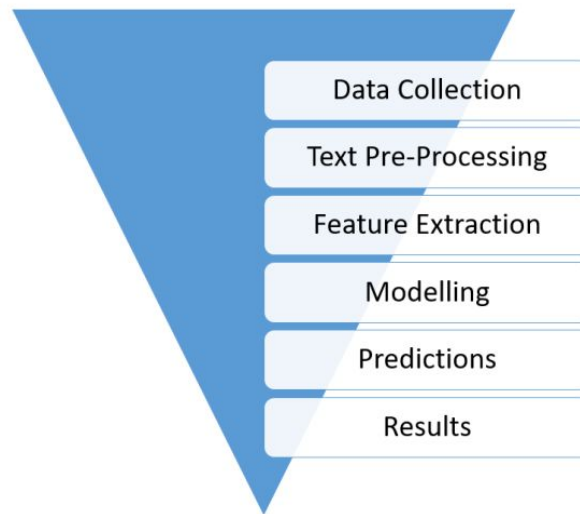 Data Collection
Text Pre-Processing
Feature Extraction
Modelling
Predictions
Results